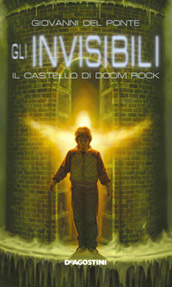 GIOVANNI DEL PONTE
GLI INVISIBILI
IL CASTELLO DI DOOM ROCK
DeAGOSTINI